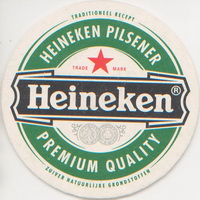 TRADITIONEEL RECEPT
HEINEKEN PILSENER
TRADE MARK
Heineken®
PREMIUM QUALITY
ZUIVER NATUURLIJKE GRONDSTOFFEN